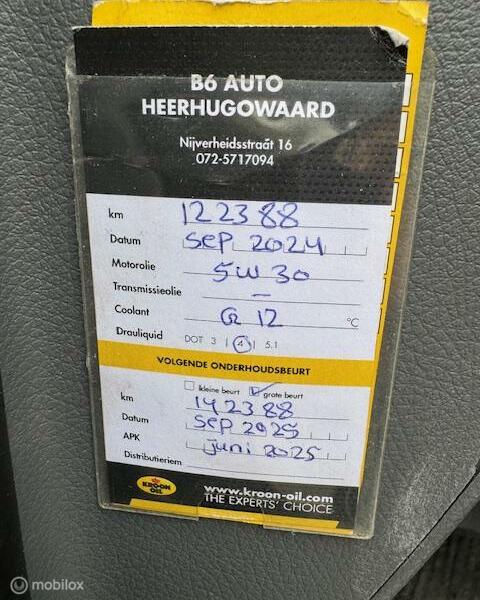 B6 AUTO
HEERHUGOWAARD
Nijverheidsstraat 16
072-5717094
km 122388
Datum sep 2024
Motorolie 5W30
Transmissieolie –
Coolant G12 °C
Drauliquid DOT 3 | 4 | 5.1
VOLGENDE ONDERHOUDSBEURT
kleine beurt grote beurt
km 142388
Datum sep 2025
APK juni 2025
Distributieriem
KROON OIL
www.kroon-oil.com
THE EXPERTS' CHOICE
mobilox